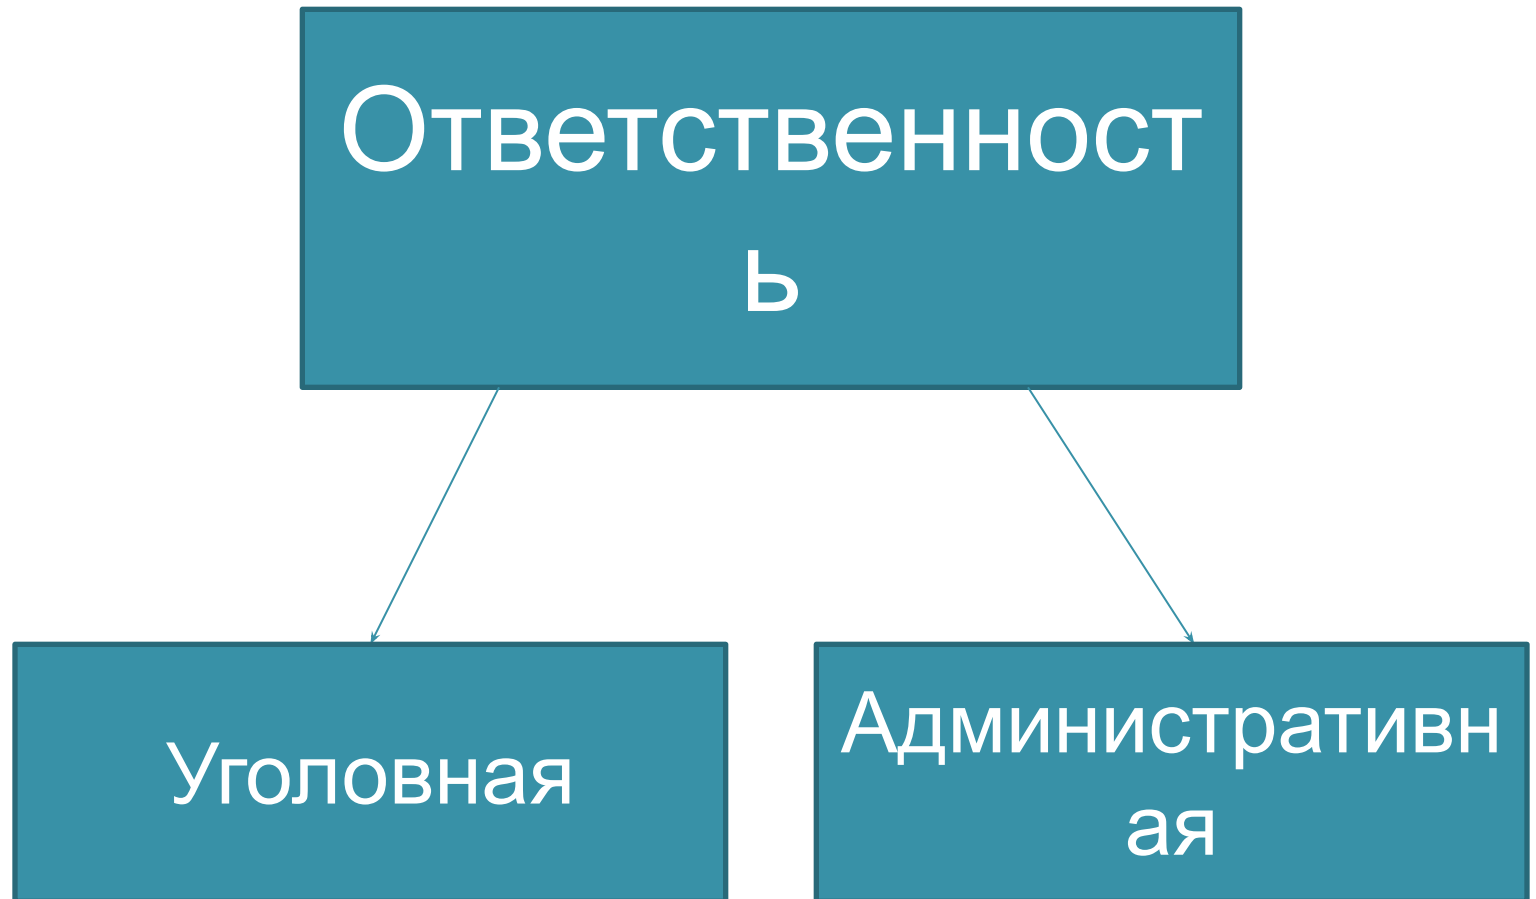 Ответственност
ь
Уголовная
Административн
ая